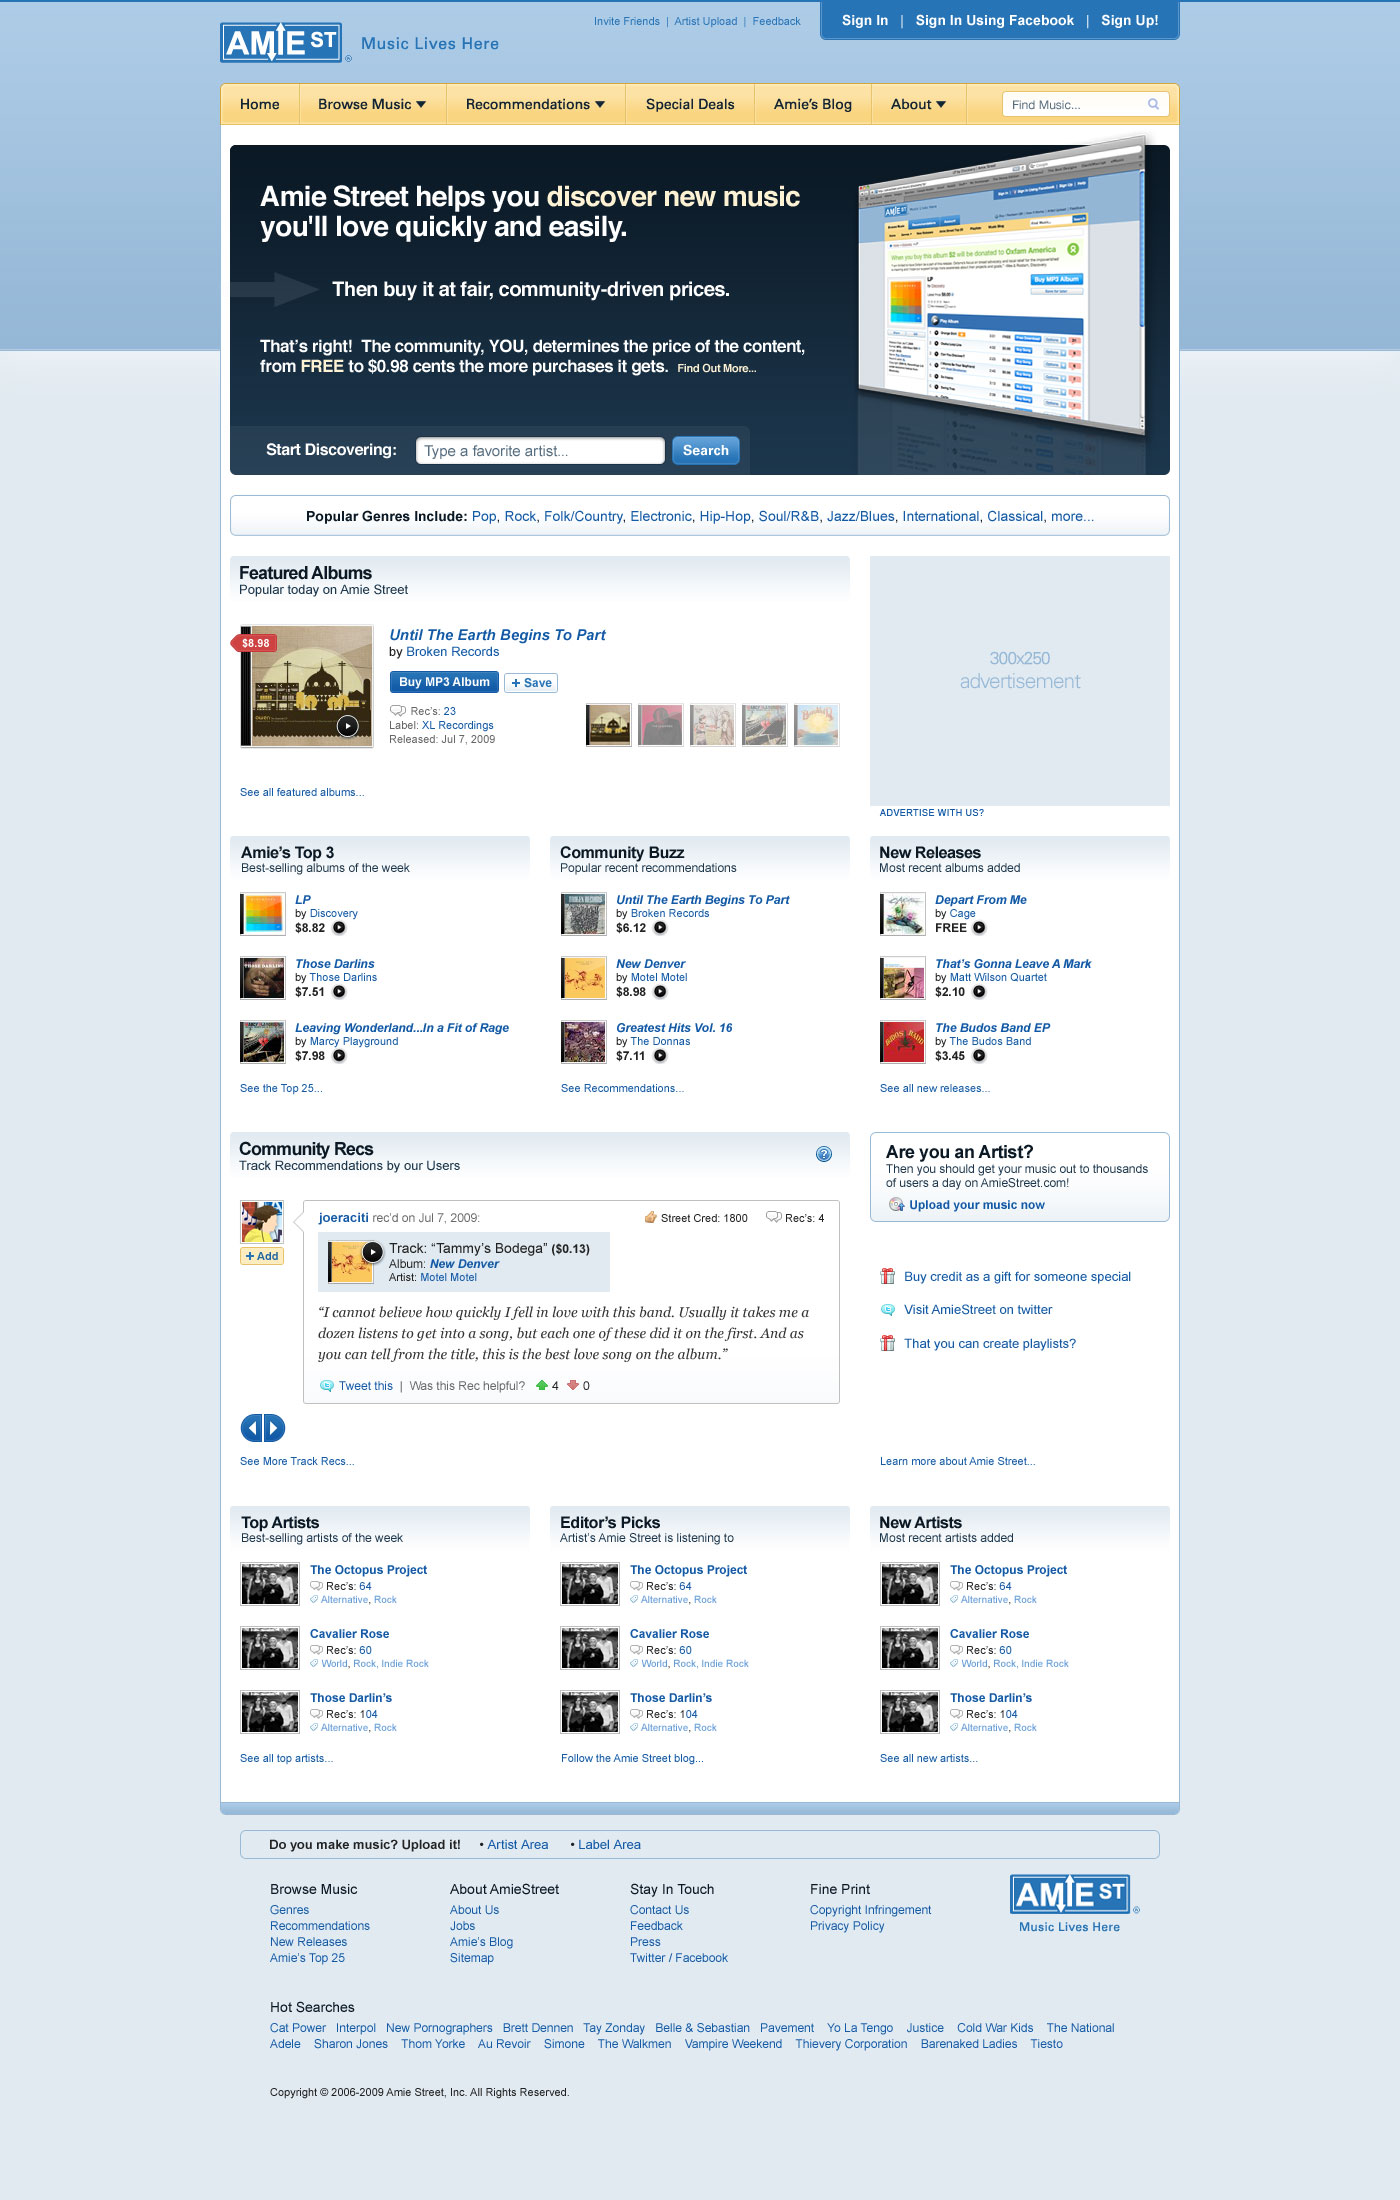 Invite Friends | Artist Upload | Feedback
Sign In | Sign In Using Facebook | Sign Up!
AMIE ST ®
Music Lives Here
Home Browse Music Recommendations Special Deals Amie's Blog About
Find Music...
Amie Street helps you discover new music
you'll love quickly and easily.
Then buy it at fair, community-driven prices.
That's right! The community, YOU, determines the price of the content,
from FREE to $0.98 cents the more purchases it gets. Find Out More...
When you buy this album $2 will be donated to Oxfam America
Buy MP3 Album
Start Discovering: Type a favorite artist... Search
Popular Genres Include: Pop, Rock, Folk/Country, Electronic, Hip-Hop, Soul/R&B, Jazz/Blues, International, Classical, more...
Featured Albums
Popular today on Amie Street
$8.98
Until The Earth Begins To Part
by Broken Records
Buy MP3 Album + Save
Rec's: 23
Label: XL Recordings
Released: Jul 7, 2009
owen
See all featured albums...
300x250
advertisement
ADVERTISE WITH US?
Amie's Top 3
Best-selling albums of the week
LP
by Discovery
$8.82
THOSE DARLINS
Those Darlins
by Those Darlins
$7.51
Leaving Wonderland...In a Fit of Rage
by Marcy Playground
$7.98
See the Top 25...
Community Buzz
Popular recent recommendations
BROKEN RECORDS
Until The Earth Begins To Part
by Broken Records
$6.12
New Denver
by Motel Motel
$8.98
Greatest Hits Vol. 16
by The Donnas
$7.11
See Recommendations...
New Releases
Most recent albums added
Depart From Me
by Cage
FREE
That's Gonna Leave A Mark
by Matt Wilson Quartet
$2.10
BUDOS BAND
The Budos Band EP
by The Budos Band
$3.45
See all new releases...
Community Recs
Track Recommendations by our Users
?
+ Add
joeraciti rec'd on Jul 7, 2009:
Street Cred: 1800 Rec's: 4
Track: “Tammy's Bodega” ($0.13)
Album: New Denver
Artist: Motel Motel
“I cannot believe how quickly I fell in love with this band. Usually it takes me a
dozen listens to get into a song, but each one of these did it on the first. And as
you can tell from the title, this is the best love song on the album.”
Tweet this | Was this Rec helpful? 4 0
See More Track Recs...
Are you an Artist?
Then you should get your music out to thousands
of users a day on AmieStreet.com!
Upload your music now
Buy credit as a gift for someone special
Visit AmieStreet on twitter
That you can create playlists?
Learn more about Amie Street...
Top Artists
Best-selling artists of the week
The Octopus Project
Rec's: 64
Alternative, Rock
Cavalier Rose
Rec's: 60
World, Rock, Indie Rock
Those Darlin's
Rec's: 104
Alternative, Rock
See all top artists...
Editor's Picks
Artist's Amie Street is listening to
The Octopus Project
Rec's: 64
Alternative, Rock
Cavalier Rose
Rec's: 60
World, Rock, Indie Rock
Those Darlin's
Rec's: 104
Alternative, Rock
Follow the Amie Street blog...
New Artists
Most recent artists added
The Octopus Project
Rec's: 64
Alternative, Rock
Cavalier Rose
Rec's: 60
World, Rock, Indie Rock
Those Darlin's
Rec's: 104
Alternative, Rock
See all new artists...
Do you make music? Upload it! • Artist Area • Label Area
Browse Music
Genres
Recommendations
New Releases
Amie's Top 25
About AmieStreet
About Us
Jobs
Amie's Blog
Sitemap
Stay In Touch
Contact Us
Feedback
Press
Twitter / Facebook
Fine Print
Copyright Infringement
Privacy Policy
AMIE ST ®
Music Lives Here
Hot Searches
Cat Power Interpol New Pornographers Brett Dennen Tay Zonday Belle & Sebastian Pavement Yo La Tengo Justice Cold War Kids The National
Adele Sharon Jones Thom Yorke Au Revoir Simone The Walkmen Vampire Weekend Thievery Corporation Barenaked Ladies Tiesto
Copyright © 2006-2009 Amie Street, Inc. All Rights Reserved.